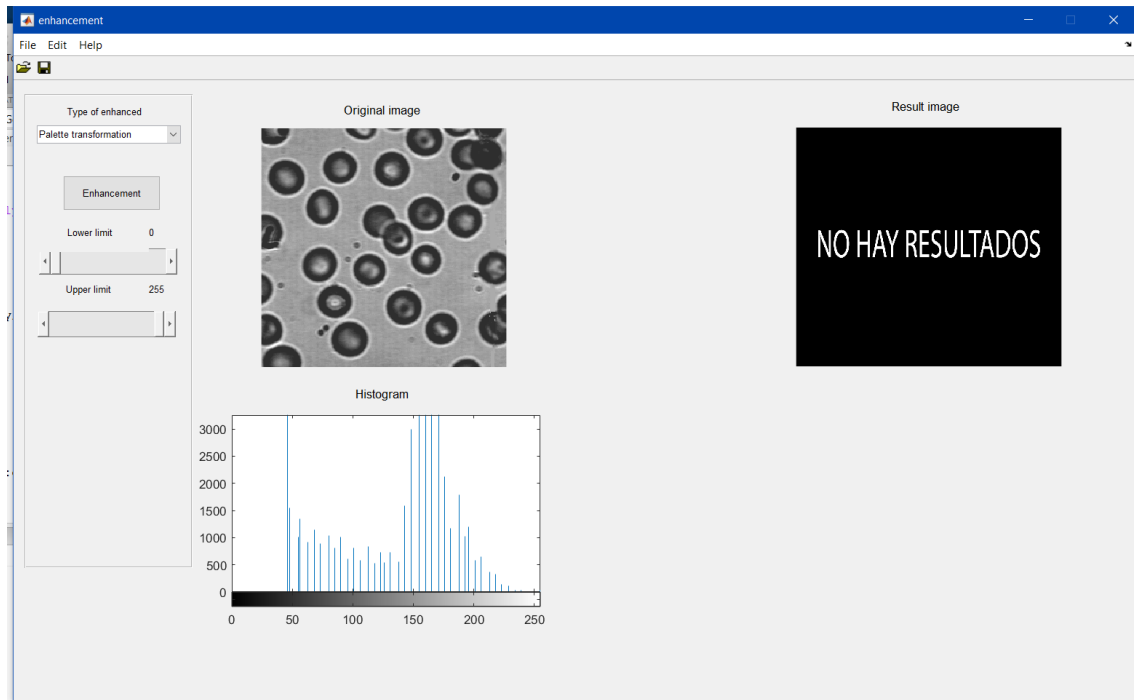 enhancement
File Edit Help
Type of enhanced
Palette transformation
Enhancement
Lower limit 0
Upper limit 255
Original image
Result image
NO HAY RESULTADOS
Histogram
3000
2500
2000
1500
1000
500
0
0 50 100 150 200 250